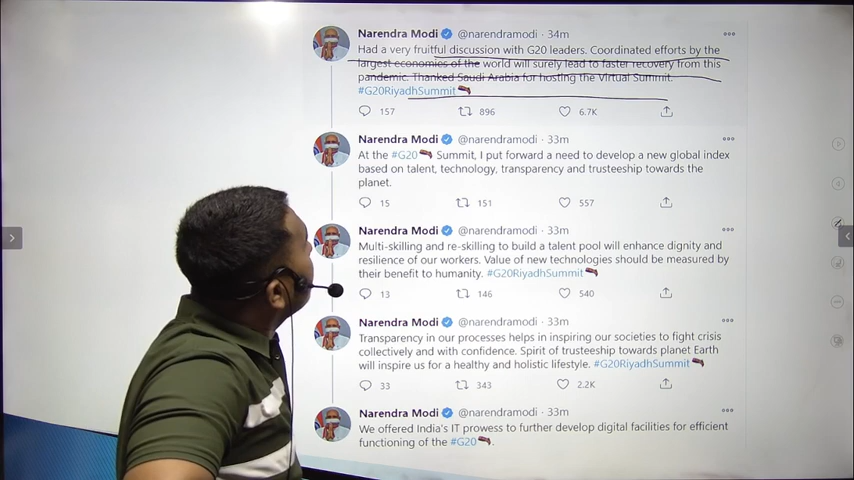 Narendra Modi @narendramodi · 34m
Had a very fruitful discussion with G20 leaders. Coordinated efforts by the
largest economies of the world will surely lead to faster recovery from this
pandemic. Thanked Saudi Arabia for hosting the Virtual Summit.
#G20RiyadhSummit
157 896 6.7K
Narendra Modi @narendramodi · 33m
At the #G20 Summit, I put forward a need to develop a new global index
based on talent, technology, transparency and trusteeship towards the
planet.
15 151 557
Narendra Modi @narendramodi · 33m
Multi-skilling and re-skilling to build a talent pool will enhance dignity and
resilience of our workers. Value of new technologies should be measured by
their benefit to humanity. #G20RiyadhSummit
13 146 540
Narendra Modi @narendramodi · 33m
Transparency in our processes helps in inspiring our societies to fight crisis
collectively and with confidence. Spirit of trusteeship towards planet Earth
will inspire us for a healthy and holistic lifestyle. #G20RiyadhSummit
33 343 2.2K
Narendra Modi @narendramodi · 33m
We offered India's IT prowess to further develop digital facilities for efficient
functioning of the #G20.